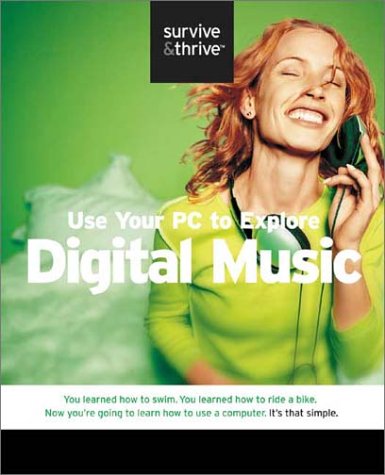 survive
&thrive™
Use Your PC to Explore
Digital Music
You learned how to swim. You learned how to ride a bike.
Now you're going to learn how to use a computer. It's that simple.